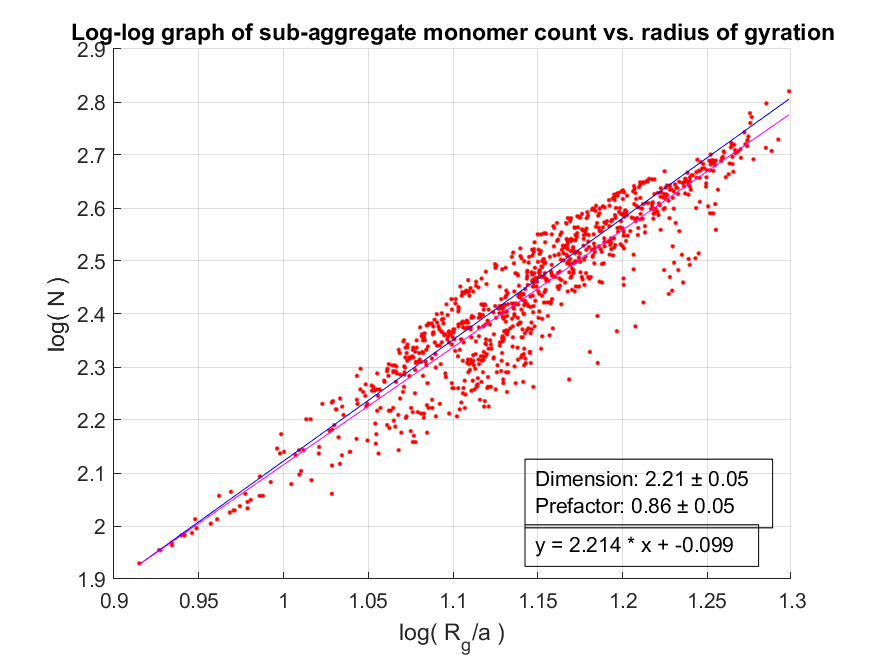 Log-log graph of sub-aggregate monomer count vs. radius of gyration
2.9
2.8
2.7
2.6
2.5
2.4
2.3
2.2
2.1
2
1.9
log( N )
Dimension: 2.21 ± 0.05
Prefactor: 0.86 ± 0.05
y = 2.214 * x + -0.099
0.9 0.95 1 1.05 1.1 1.15 1.2 1.25 1.3
log( R_g/a )